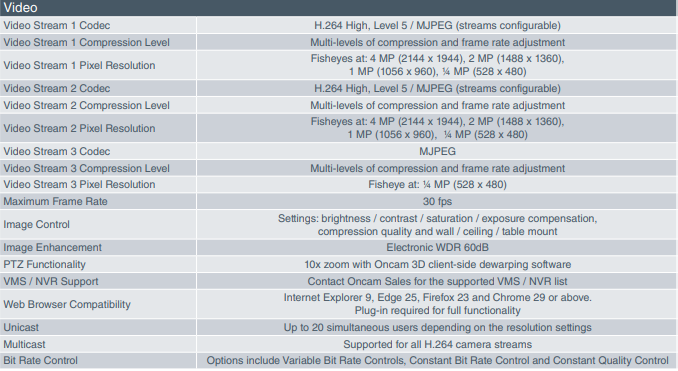 Video
Video Stream 1 Codec H.264 High, Level 5 / MJPEG (streams configurable)
Video Stream 1 Compression Level Multi-levels of compression and frame rate adjustment
Video Stream 1 Pixel Resolution Fisheyes at: 4 MP (2144 x 1944), 2 MP (1488 x 1360),
1 MP (1056 x 960), ¼ MP (528 x 480)
Video Stream 2 Codec H.264 High, Level 5 / MJPEG (streams configurable)
Video Stream 2 Compression Level Multi-levels of compression and frame rate adjustment
Video Stream 2 Pixel Resolution Fisheyes at: 4 MP (2144 x 1944), 2 MP (1488 x 1360),
1 MP (1056 x 960), ¼ MP (528 x 480)
Video Stream 3 Codec MJPEG
Video Stream 3 Compression Level Multi-levels of compression and frame rate adjustment
Video Stream 3 Pixel Resolution Fisheye at: ¼ MP (528 x 480)
Maximum Frame Rate 30 fps
Image Control Settings: brightness / contrast / saturation / exposure compensation,
compression quality and wall / ceiling / table mount
Image Enhancement Electronic WDR 60dB
PTZ Functionality 10x zoom with Oncam 3D client-side dewarping software
VMS / NVR Support Contact Oncam Sales for the supported VMS / NVR list
Web Browser Compatibility Internet Explorer 9, Edge 25, Firefox 23 and Chrome 29 or above.
Plug-in required for full functionality
Unicast Up to 20 simultaneous users depending on the resolution settings
Multicast Supported for all H.264 camera streams
Bit Rate Control Options include Variable Bit Rate Controls, Constant Bit Rate Control and Constant Quality Control